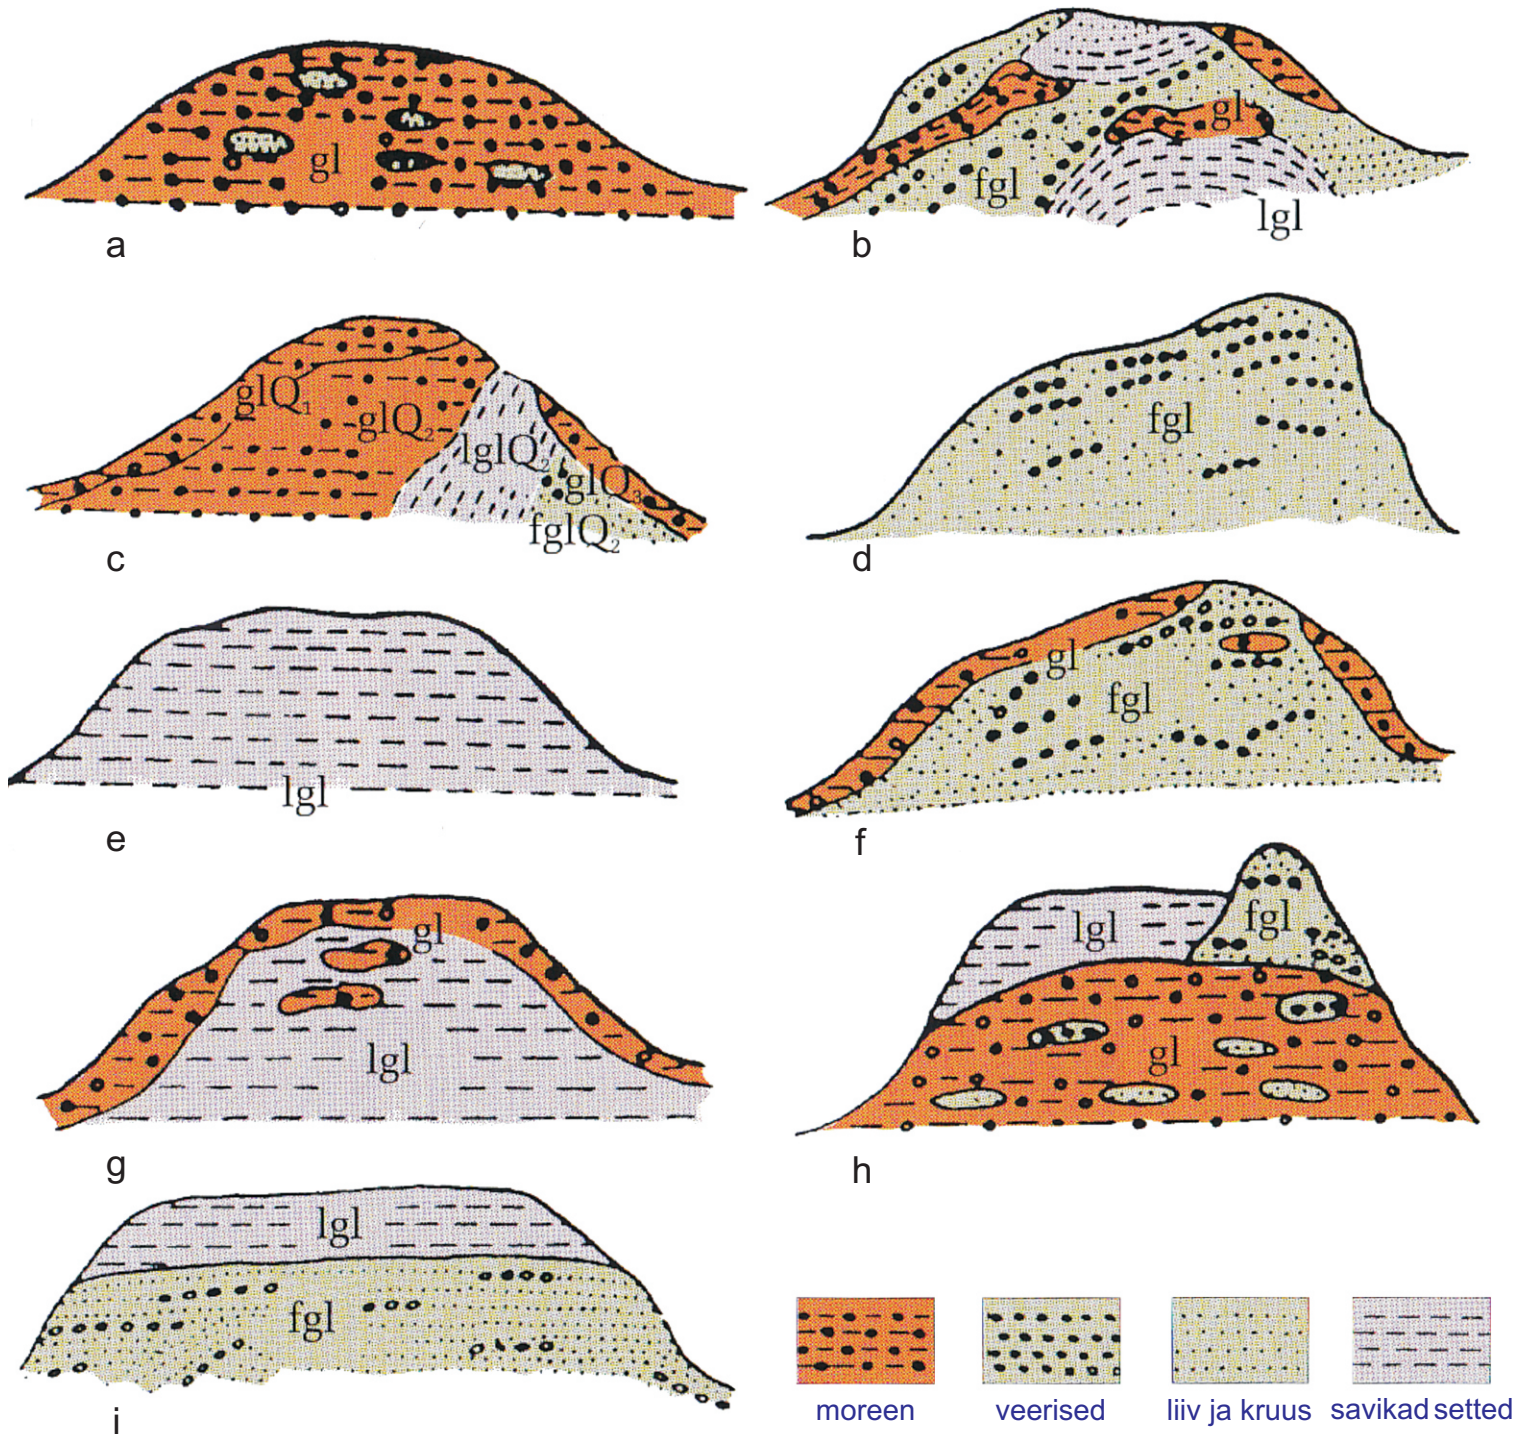 gl
a
gl
fgl
lgl
b
glQ1
glQ2
lglQ2
glQ3
fglQ2
c
fgl
d
lgl
e
gl
fgl
f
gl
lgl
g
lgl
fgl
gl
h
lgl
fgl
i
moreen
veerised
liiv ja kruus
savikad setted